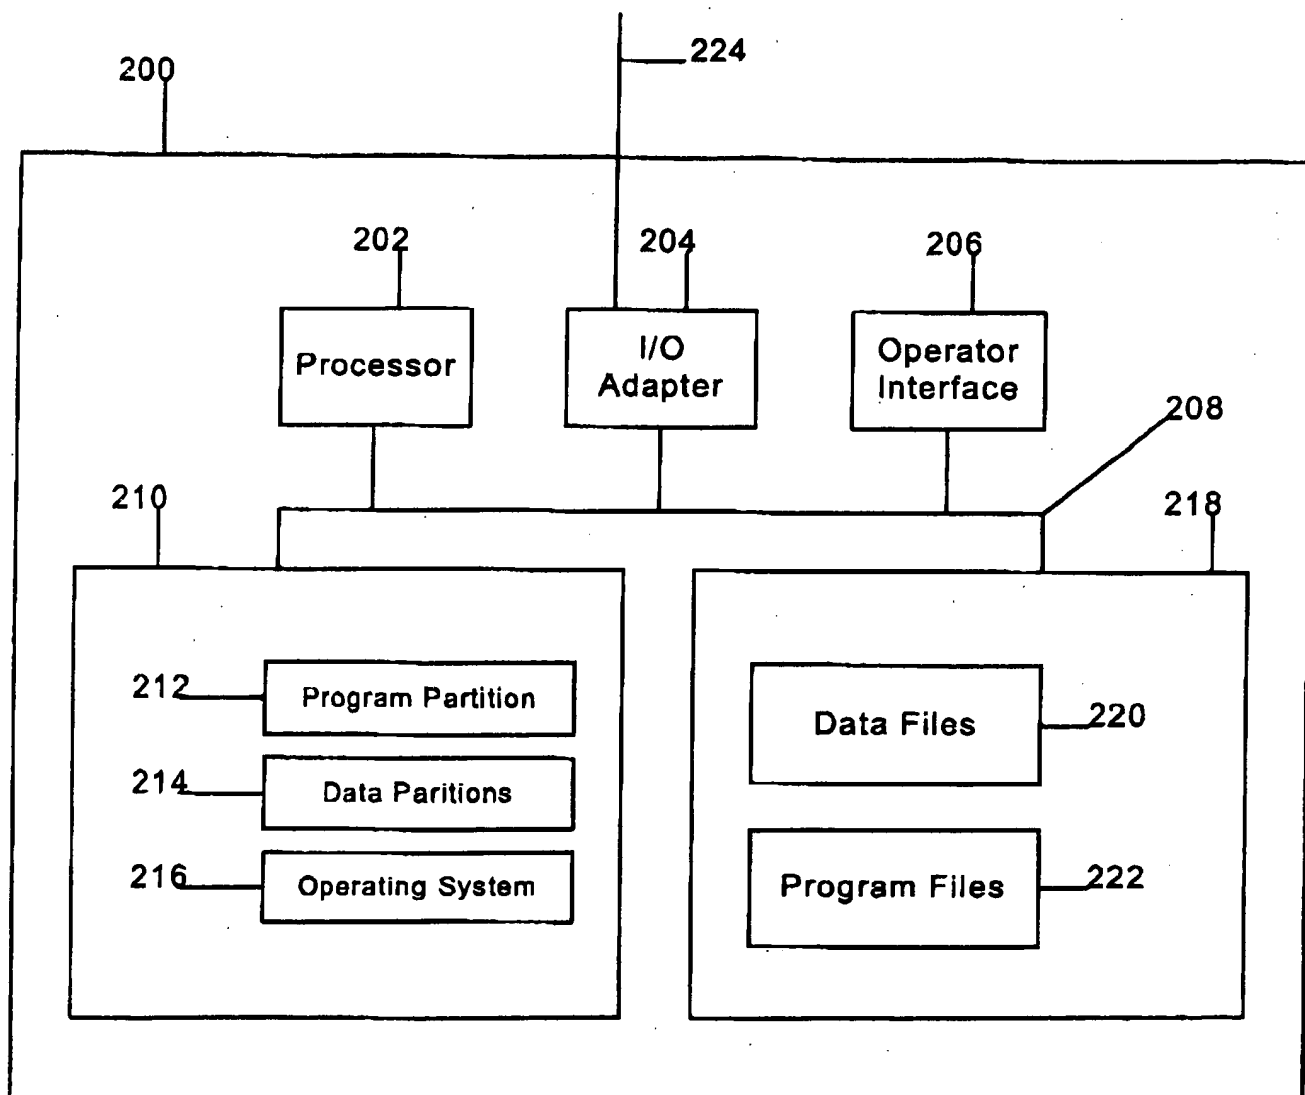 224
200
202
204
206
Processor
I/O
Adapter
Operator
Interface
208
210
218
212
Program Partition
214
Data Paritions
216
Operating System
Data Files
220
Program Files
222